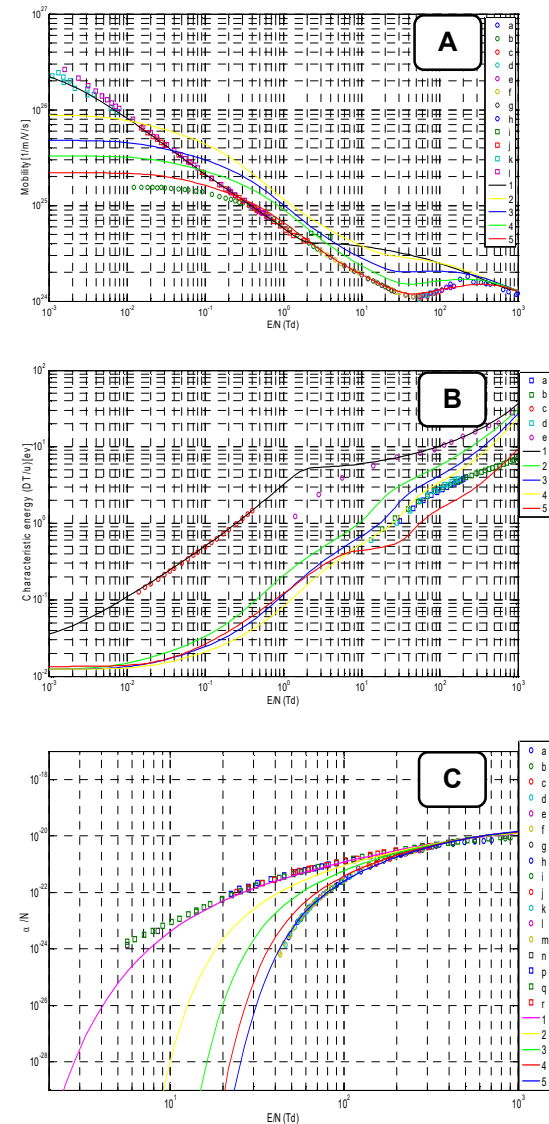 A
10^27
10^26
10^25
10^24
Mobility [1/m/V/s]
10^-3
10^-2
10^-1
10^0
10^1
10^2
10^3
E/N (Td)
a
b
c
d
e
f
g
h
i
j
k
l
1
2
3
4
5
B
10^2
10^1
10^0
10^-1
10^-2
Characteristic energy (DT/u) [ev]
10^-3
10^-2
10^-1
10^0
10^1
10^2
10^3
E/N (Td)
a
b
c
d
e
1
2
3
4
5
C
10^-18
10^-20
10^-22
10^-24
10^-26
10^-28
α/N
10^1
10^2
10^3
E/N (Td)
a
b
c
d
e
f
g
h
i
j
k
l
m
n
p
q
r
1
2
3
4
5